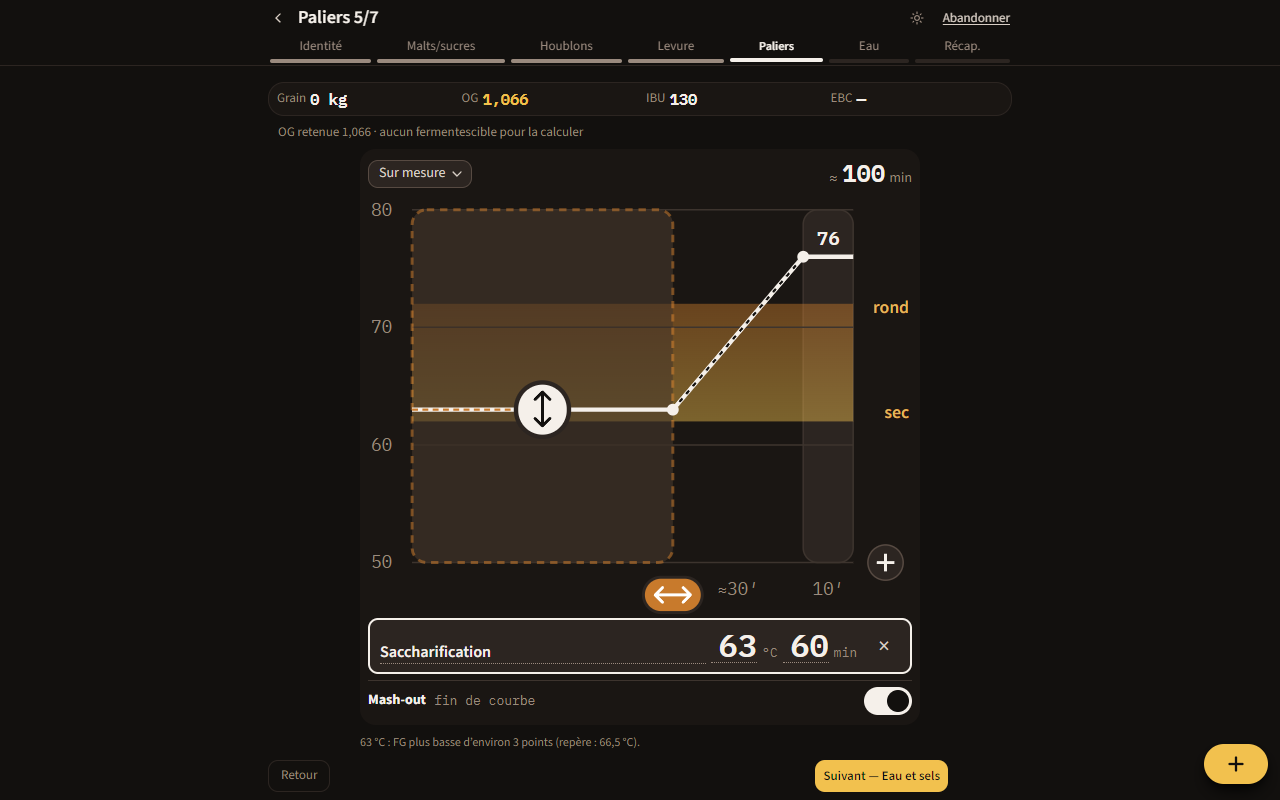 Paliers 5/7
Abandonner
Identité
Malts/sucres
Houblons
Levure
Paliers
Eau
Récap.
Grain 0 kg
OG 1,066
IBU 130
EBC —
OG retenue 1,066 · aucun fermentescible pour la calculer
Sur mesure
≈ 100 min
80
76
rond
70
sec
60
50
≈30′
10′
Saccharification 63 °C 60 min ×
Mash-out fin de courbe
63 °C : FG plus basse d’environ 3 points (repère : 66,5 °C).
Retour
Suivant — Eau et sels